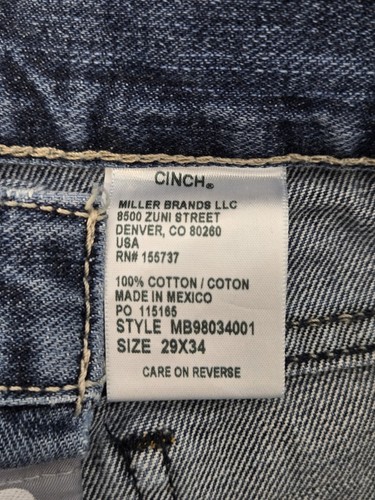 CINCH®
MILLER BRANDS LLC
8500 ZUNI STREET
DENVER, CO 80260
USA
RN# 155737
100% COTTON / COTON
MADE IN MEXICO
PO 115165
STYLE MB98034001
SIZE 29X34
CARE ON REVERSE